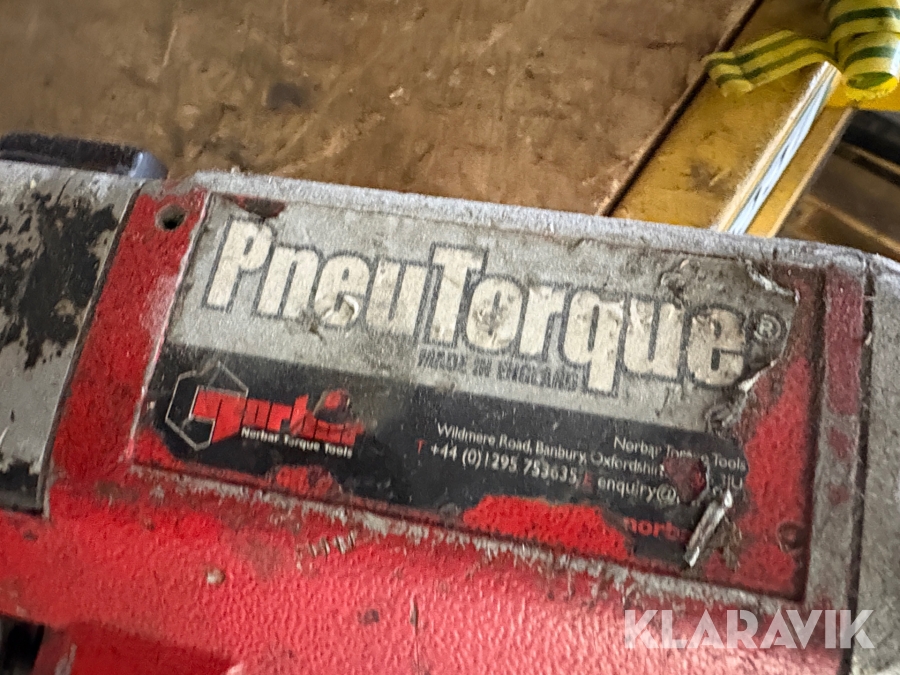 PneuTorque®
MADE IN ENGLAND
norbar
Norbar Torque Tools
Norbar Torque Tools
Wildmere Road, Banbury, Oxfordshire 3JU
T +44 (0)1295 753635 enquiry@
norbar
KLARAVIK